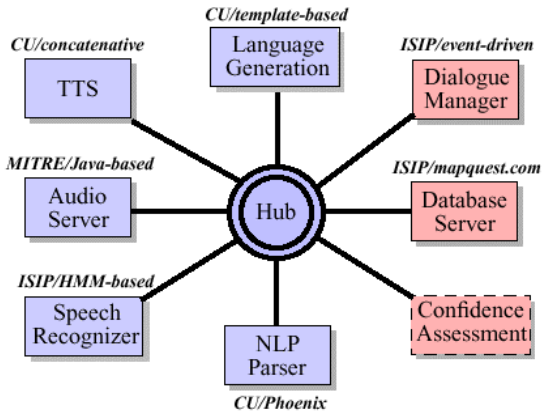 CU/template-based
Language
Generation
CU/concatenative
TTS
ISIP/event-driven
Dialogue
Manager
MITRE/Java-based
Audio
Server
Hub
ISIP/mapquest.com
Database
Server
ISIP/HMM-based
Speech
Recognizer
NLP
Parser
CU/Phoenix
Confidence
Assessment